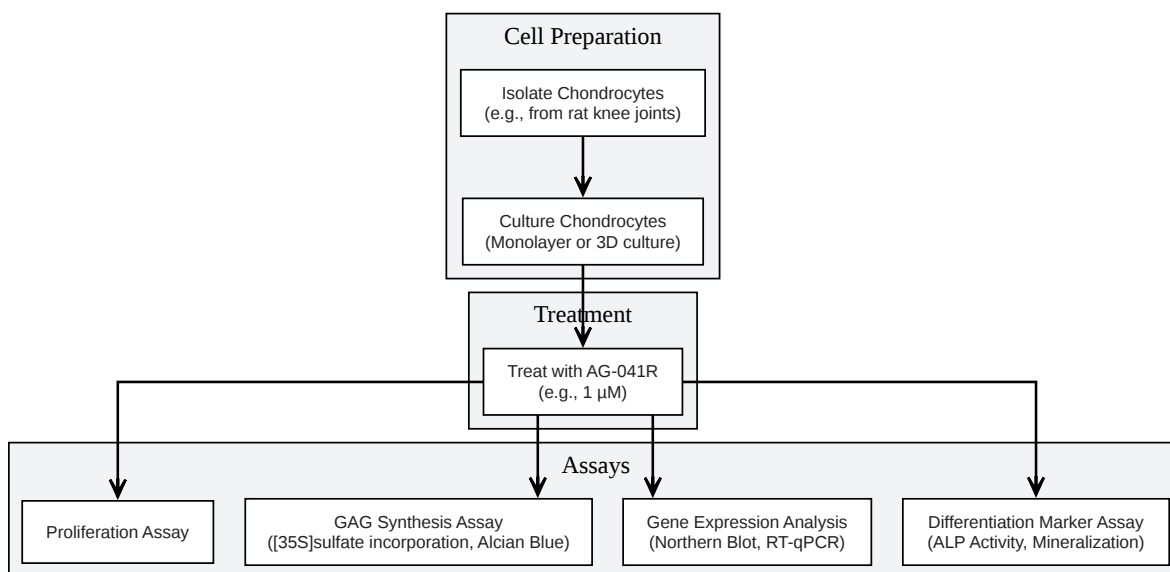 Cell Preparation
Isolate Chondrocytes
(e.g., from rat knee joints)
Culture Chondrocytes
(Monolayer or 3D culture)
Treatment
Treat with AG-041R
(e.g., 1 µM)
Assays
Proliferation Assay
GAG Synthesis Assay
([35S]sulfate incorporation, Alcian Blue)
Gene Expression Analysis
(Northern Blot, RT-qPCR)
Differentiation Marker Assay
(ALP Activity, Mineralization)